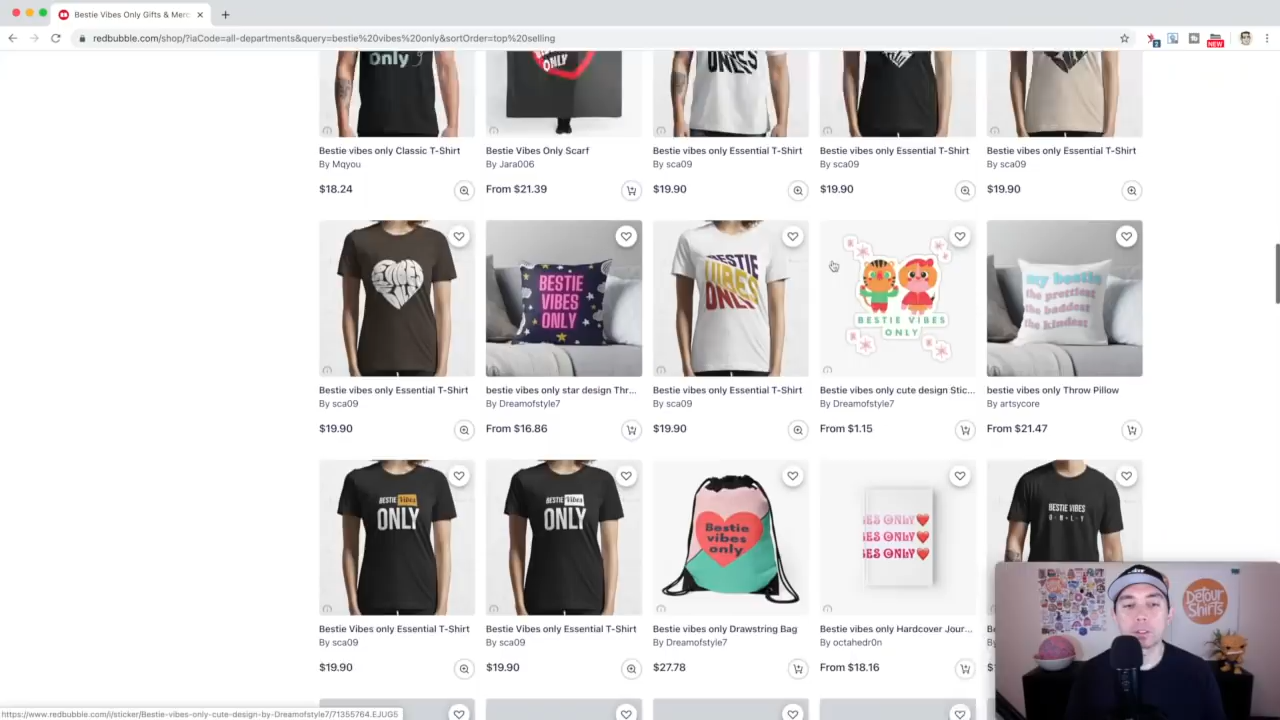 Bestie Vibes Only Gifts & Merc
redbubble.com/shop/?iaCode=all-departments&query=bestie%20vibes%20only&sortOrder=top%20selling
2
NEW
Only
ONLY
ONLY
Bestie vibes only Classic T-Shirt
By Mqyou
$18.24
Bestie Vibes Only Scarf
By Jara006
From $21.39
Bestie vibes only Essential T-Shirt
By sca09
$19.90
Bestie vibes only Essential T-Shirt
By sca09
$19.90
Bestie vibes only Essential T-Shirt
By sca09
$19.90
BESTIE
VIBES
ONLY
BESTIE
VIBES
ONLY
BESTIE VIBES
ONLY
my bestie
the prettiest
the baddest
the kindest
Bestie vibes only Essential T-Shirt
By sca09
$19.90
bestie vibes only star design Thr...
By Dreamofstyle7
From $16.86
Bestie vibes only Essential T-Shirt
By sca09
$19.90
Bestie vibes only cute design Stic...
By Dreamofstyle7
From $1.15
bestie vibes only Throw Pillow
By artsycore
From $21.47
BESTIE Vibes
ONLY
BESTIE Vibes
ONLY
Bestie
vibes
only
ES ONLY
ES ONLY
ES ONLY
BESTIE VIBES
O·N·L·Y
Bestie Vibes only Essential T-Shirt
By sca09
$19.90
Bestie Vibes only Essential T-Shirt
By sca09
$19.90
Bestie vibes only Drawstring Bag
By Dreamofstyle7
$27.78
Bestie vibes only Hardcover Jour...
By octahedr0n
From $18.16
DETOUR
SHIRTS
https://www.redbubble.com/i/sticker/Bestie-vibes-only-cute-design-by-Dreamofstyle7/71355764.EJUG5